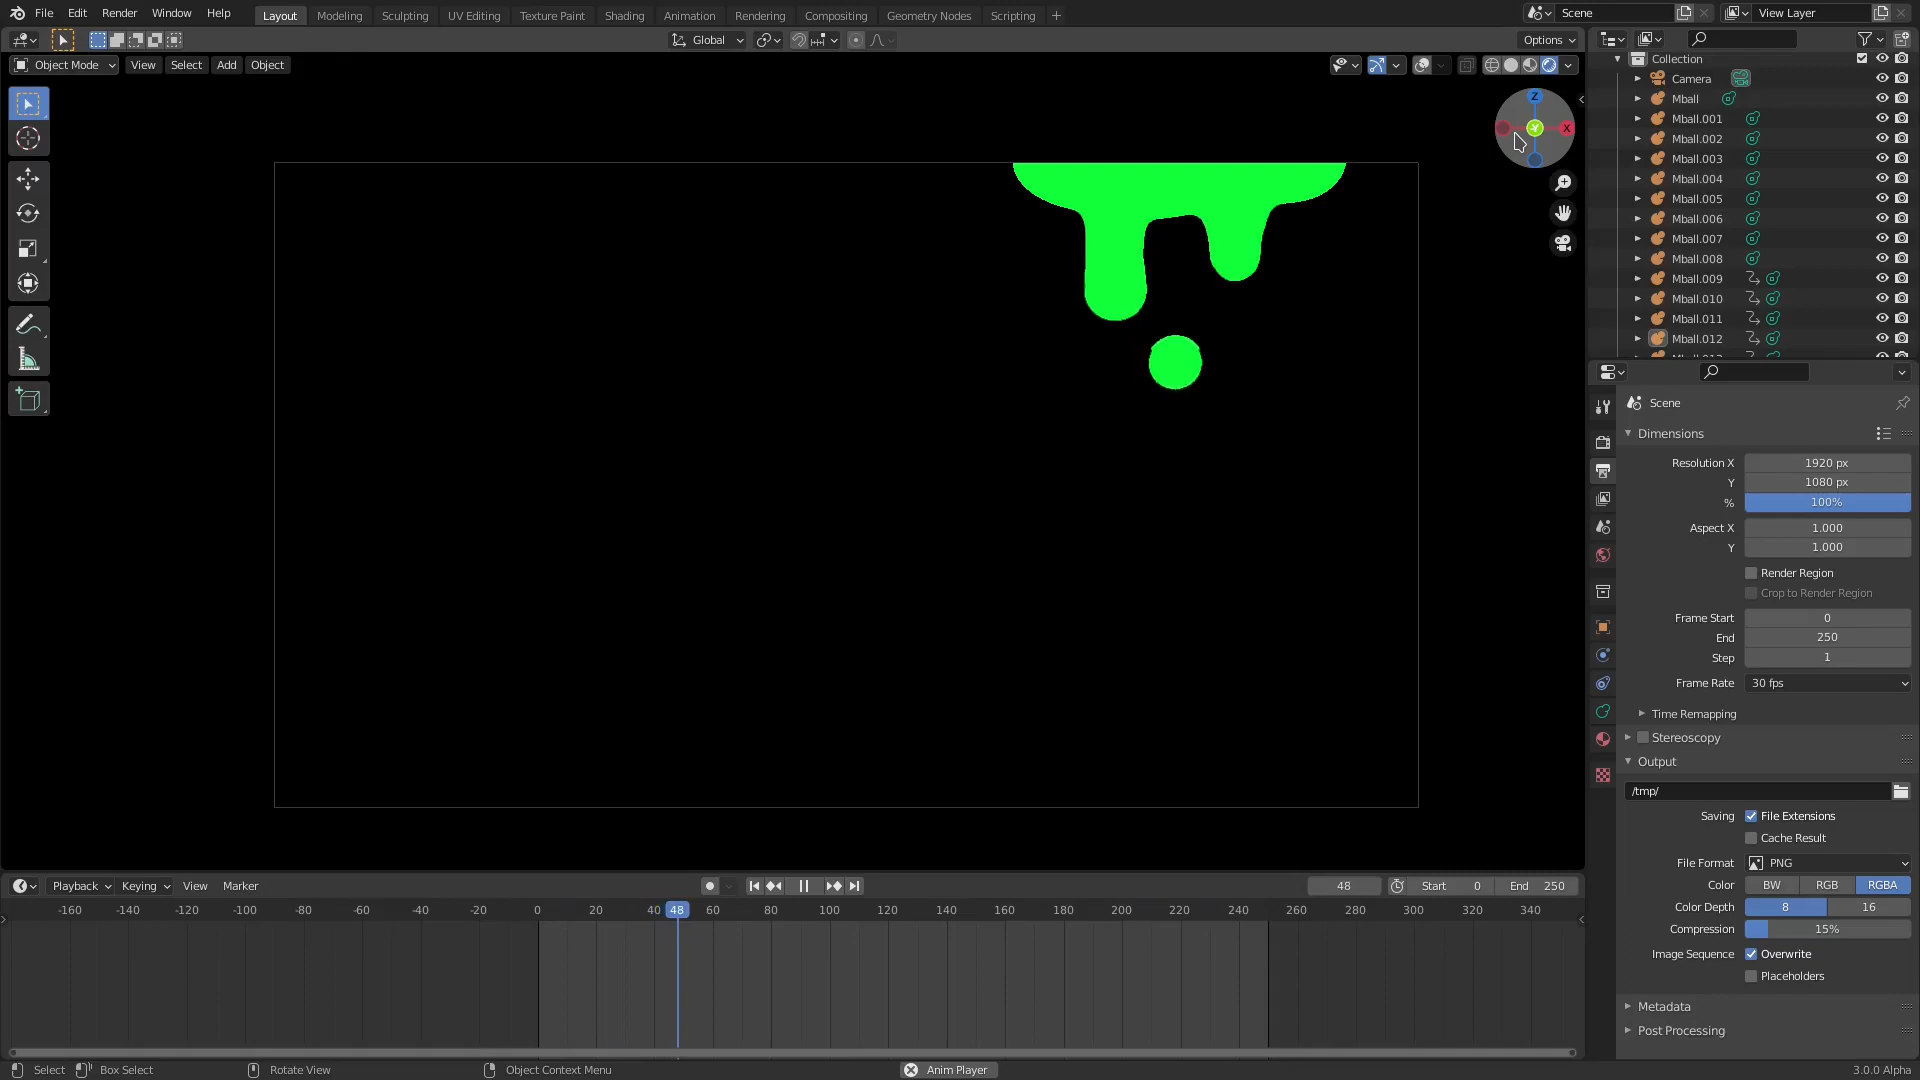 File Edit Render Window Help Layout Modeling Sculpting UV Editing Texture Paint Shading Animation Rendering Compositing Geometry Nodes Scripting + Scene View Layer
Global Options
Object Mode View Select Add Object
Z
Y X
Collection
Camera
Mball
Mball.001
Mball.002
Mball.003
Mball.004
Mball.005
Mball.006
Mball.007
Mball.008
Mball.009
Mball.010
Mball.011
Mball.012
Scene
Dimensions
Resolution X 1920 px
Y 1080 px
% 100%
Aspect X 1.000
Y 1.000
Render Region
Crop to Render Region
Frame Start 0
End 250
Step 1
Frame Rate 30 fps
Time Remapping
Stereoscopy
Output
/tmp/
Saving File Extensions
Cache Result
File Format PNG
Color BW RGB RGBA
Color Depth 8 16
Compression 15%
Image Sequence Overwrite
Placeholders
Metadata
Post Processing
Playback Keying View Marker 48 Start 0 End 250
-160 -140 -120 -100 -80 -60 -40 -20 0 20 40 48 60 80 100 120 140 160 180 200 220 240 260 280 300 320 340
Select Box Select Rotate View Object Context Menu Anim Player 3.0.0 Alpha